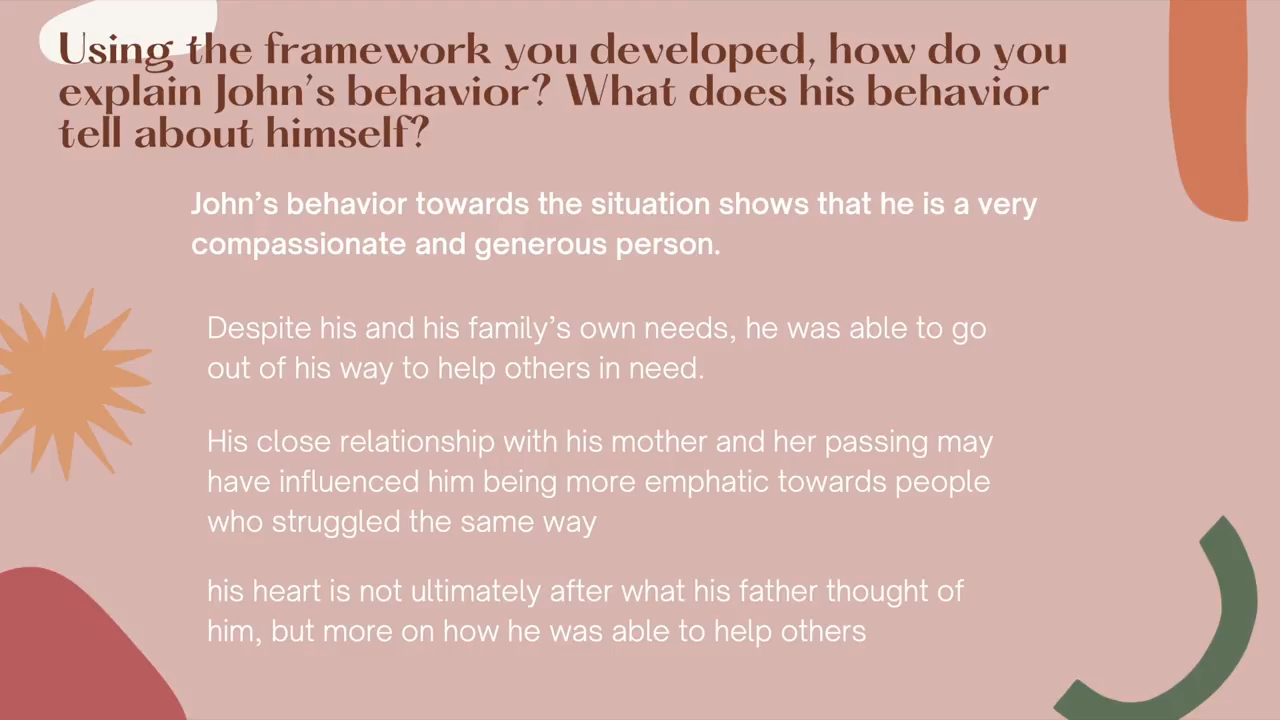 Using the framework you developed, how do you
explain John's behavior? What does his behavior
tell about himself?
John's behavior towards the situation shows that he is a very
compassionate and generous person.
Despite his and his family's own needs, he was able to go
out of his way to help others in need.
His close relationship with his mother and her passing may
have influenced him being more emphatic towards people
who struggled the same way
his heart is not ultimately after what his father thought of
him, but more on how he was able to help others